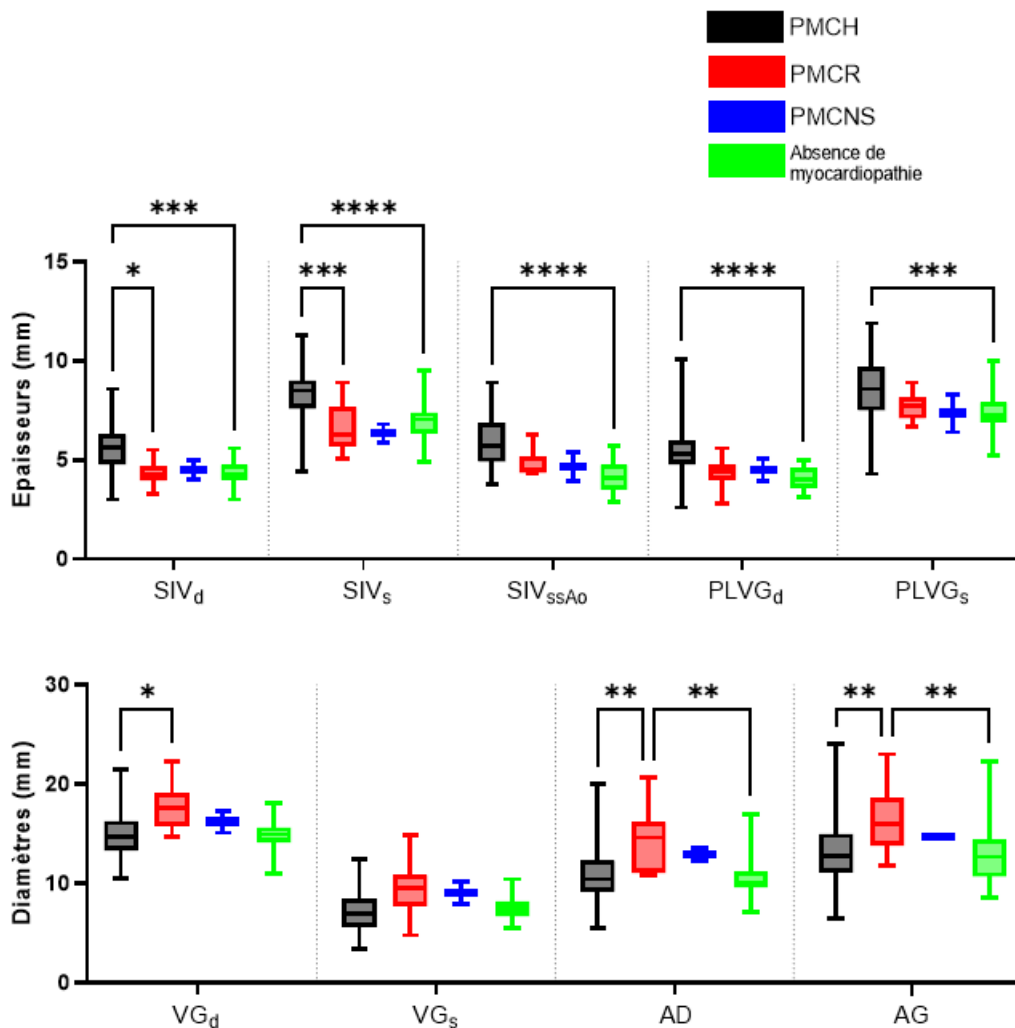 PMCH
PMCR
PMCNS
Absence de
myocardiopathie
*** ****
* *** **** **** ***
Epaisseurs (mm)
15
10
5
0
SIVd SIVs SIVssAo PLVGd PLVGs
* ** ** ** **
Diamètres (mm)
30
20
10
0
VGd VGs AD AG